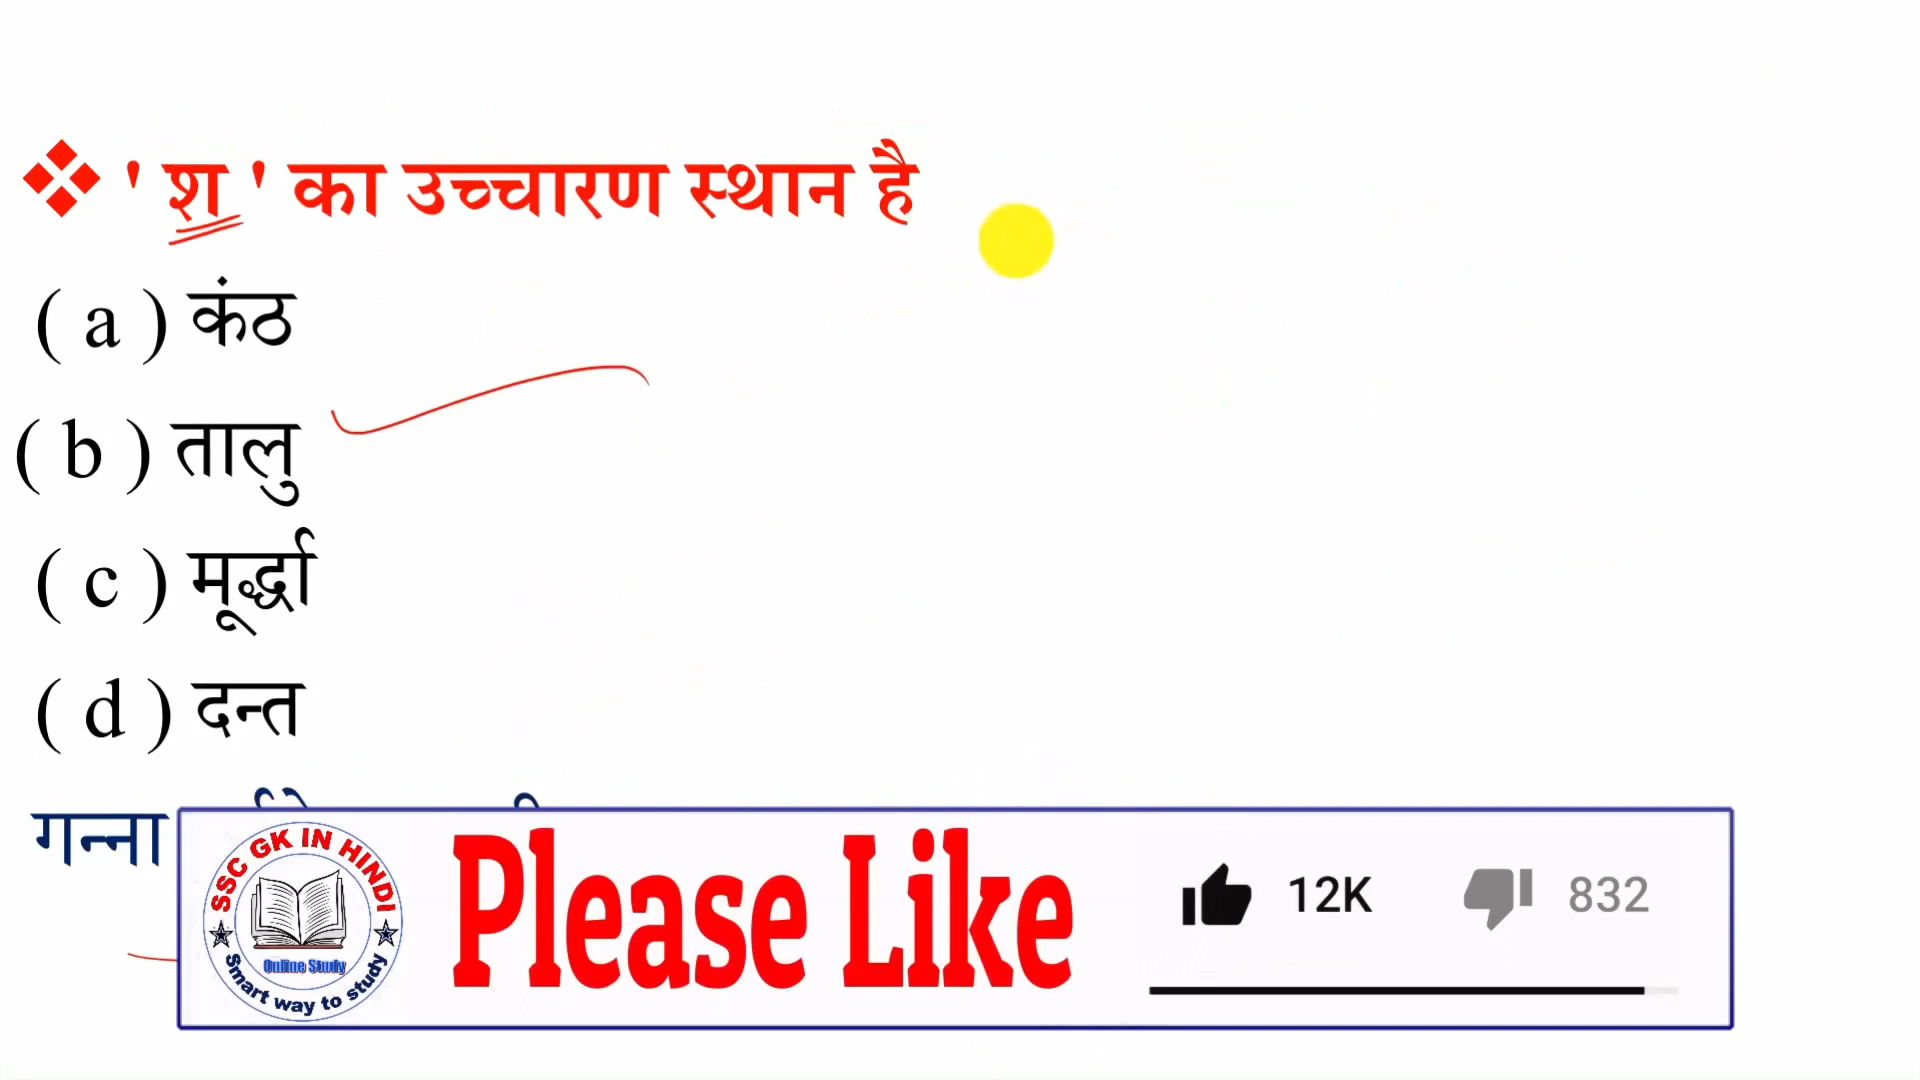 ' श ' का उच्चारण स्थान है
( a ) कंठ
( b ) तालु
( c ) मूर्द्धा
( d ) दन्त
गन्ना
SSC GK IN HINDI
Online Study
Smart way to study
Please Like
12K
832